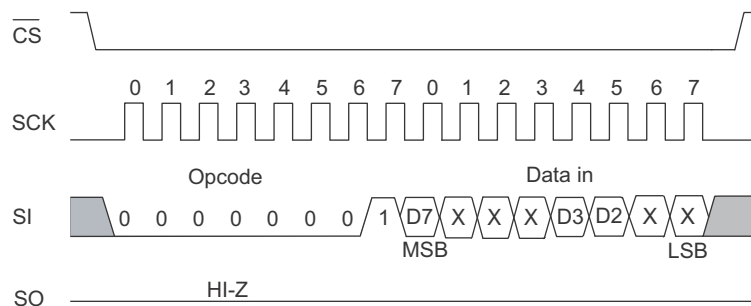 CS
0 1 2 3 4 5 6 7 0 1 2 3 4 5 6 7
SCK
Opcode Data in
SI 0 0 0 0 0 0 0 1 D7 X X X D3 D2 X X
MSB LSB
HI-Z
SO